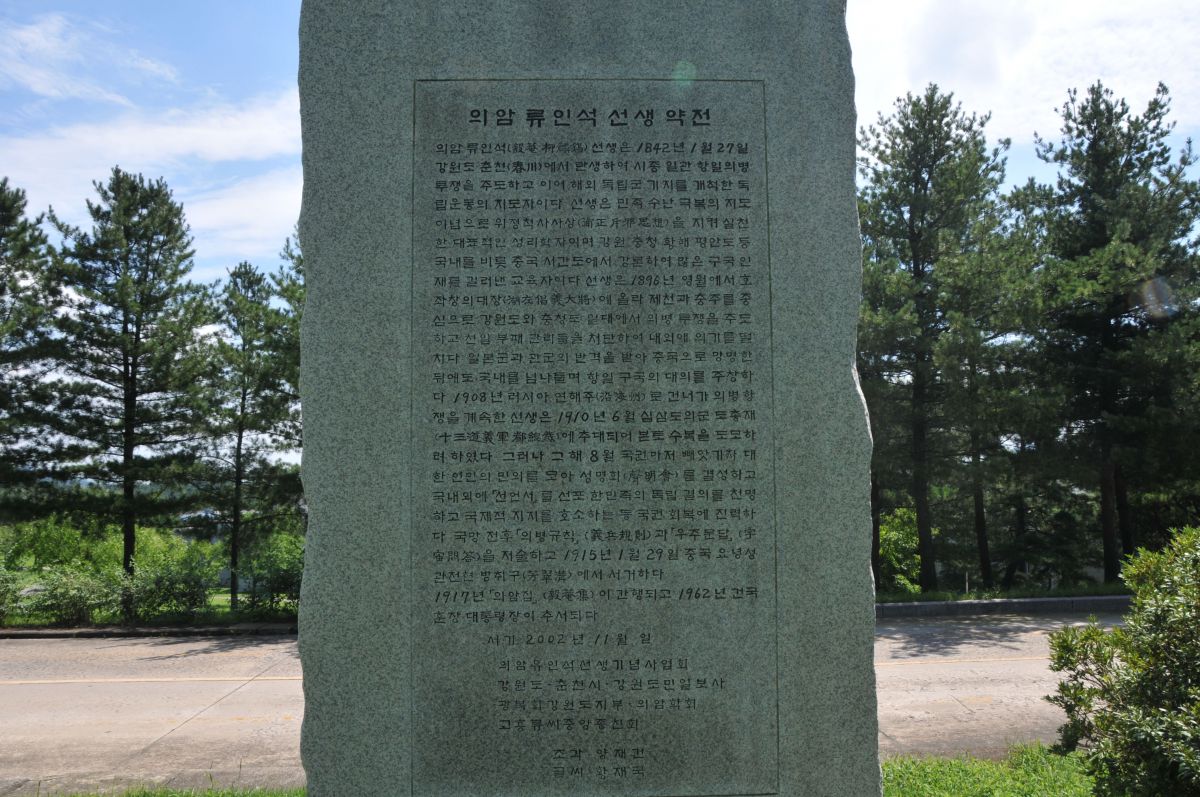 의암 류인석 선생 약전
의암 류인석(毅菴 柳麟錫) 선생은 1842년 1월 27일
강원도 춘천(春川)에서 탄생하여 시종 일관 항일의병
투쟁을 주도하고 이어 해외 독립군 기지를 개척한 독
립운동의 지도자이다 선생은 민족 수난 극복의 지도
이념으로 위정척사사상(衛正斥邪思想)을 지켜 실천
한 대표적인 성리학자이며 강원 충청 황해 평안도 등
국내를 비롯 중국 서간도에서 강론하여 많은 구국 인
재를 길러낸 교육자이다 선생은 1896년 영월에서 호
좌창의대장(湖左倡義大將)에 올라 제천과 충주를 중
심으로 강원도와 충청도 일대에서 의병 투쟁을 주도
하고 친일 부패 관리들을 처단하여 내외에 의기를 떨
치다 일본군과 관군의 반격을 받아 중국으로 망명한
뒤에도 국내를 넘나들며 항일 구국의 대의를 주창하
다 1908년 러시아 연해주(沿海州)로 건너가 의병항
쟁을 계속한 선생은 1910년 6월 십삼도의군 도총재
(十三道義軍都総裁)에 추대되어 본토 수복을 도모하
려 하였다 그러나 그 해 8월 국권마저 빼앗기자 대
한 한민의 민의를 모아 성명회(聲明會)를 결성하고
국내외에 「선언서」를 선포 한민족의 독립 결의를 천명
하고 국제적 지지를 호소하는 등 국권 회복에 진력하
다 국망 전후 「의병규칙」(義兵規則)과 「우주문답」(宇
宙問答)을 저술하고 1915년 1월 29일 중국 요녕성
관전현 방취구(芳翠溝)에서 서거하다
1917년 「의암집」(毅菴集)이 간행되고 1962년 건국
훈장 대통령장이 추서되다
서기 2002년 11월 일
의암류인석선생기념사업회
강원도·춘천시·강원도민일보사
광복회강원도지부·의암학회
고흥류씨중앙종친회
조각 양재건
글씨 황재국